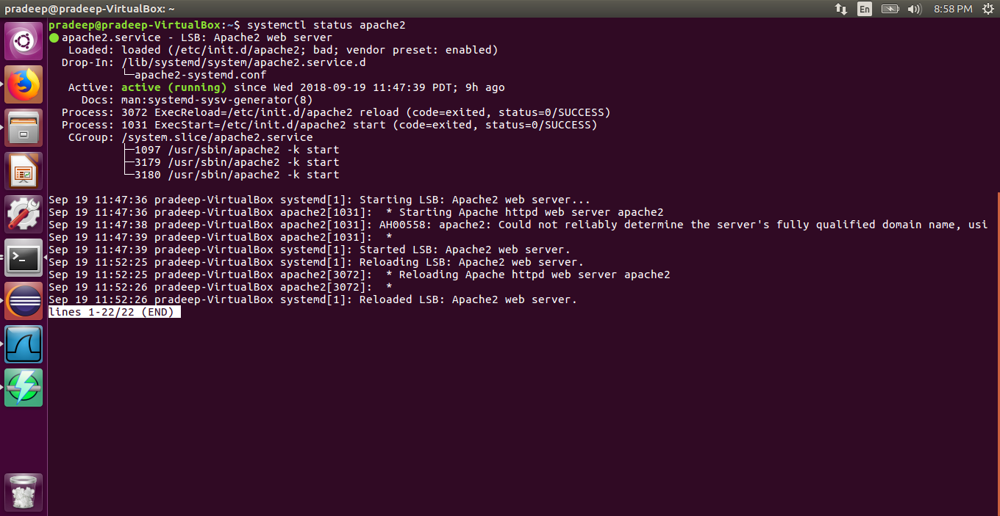 pradeep@pradeep-VirtualBox: ~
En
8:58 PM
pradeep@pradeep-VirtualBox:~$ systemctl status apache2
● apache2.service - LSB: Apache2 web server
   Loaded: loaded (/etc/init.d/apache2; bad; vendor preset: enabled)
  Drop-In: /lib/systemd/system/apache2.service.d
           └─apache2-systemd.conf
   Active: active (running) since Wed 2018-09-19 11:47:39 PDT; 9h ago
     Docs: man:systemd-sysv-generator(8)
  Process: 3072 ExecReload=/etc/init.d/apache2 reload (code=exited, status=0/SUCCESS)
  Process: 1031 ExecStart=/etc/init.d/apache2 start (code=exited, status=0/SUCCESS)
   CGroup: /system.slice/apache2.service
           ├─1097 /usr/sbin/apache2 -k start
           ├─3179 /usr/sbin/apache2 -k start
           └─3180 /usr/sbin/apache2 -k start
Sep 19 11:47:36 pradeep-VirtualBox systemd[1]: Starting LSB: Apache2 web server...
Sep 19 11:47:36 pradeep-VirtualBox apache2[1031]:  * Starting Apache httpd web server apache2
Sep 19 11:47:38 pradeep-VirtualBox apache2[1031]: AH00558: apache2: Could not reliably determine the server's fully qualified domain name, usi
Sep 19 11:47:39 pradeep-VirtualBox apache2[1031]:  *
Sep 19 11:47:39 pradeep-VirtualBox systemd[1]: Started LSB: Apache2 web server.
Sep 19 11:52:25 pradeep-VirtualBox systemd[1]: Reloading LSB: Apache2 web server.
Sep 19 11:52:25 pradeep-VirtualBox apache2[3072]:  * Reloading Apache httpd web server apache2
Sep 19 11:52:26 pradeep-VirtualBox apache2[3072]:  *
Sep 19 11:52:26 pradeep-VirtualBox systemd[1]: Reloaded LSB: Apache2 web server.
lines 1-22/22 (END)